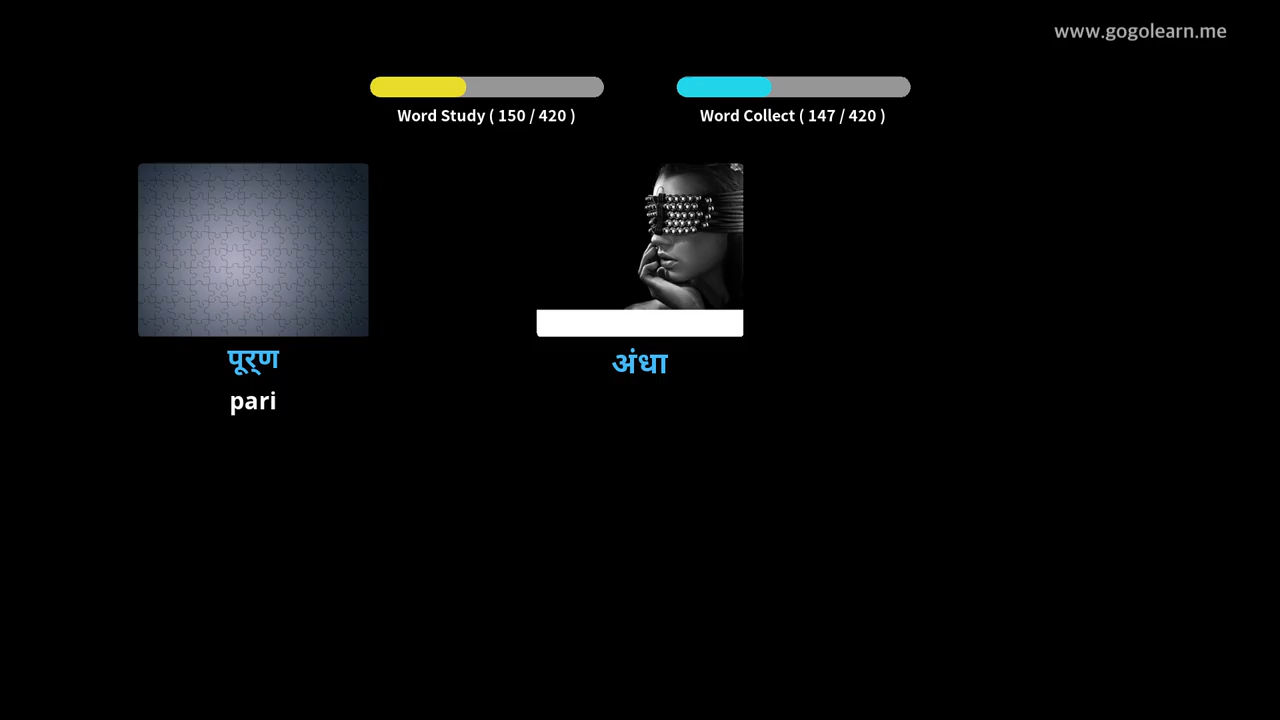 www.gogolearn.me
Word Study ( 150 / 420 )
Word Collect ( 147 / 420 )
पूर्ण
अंधा
pari